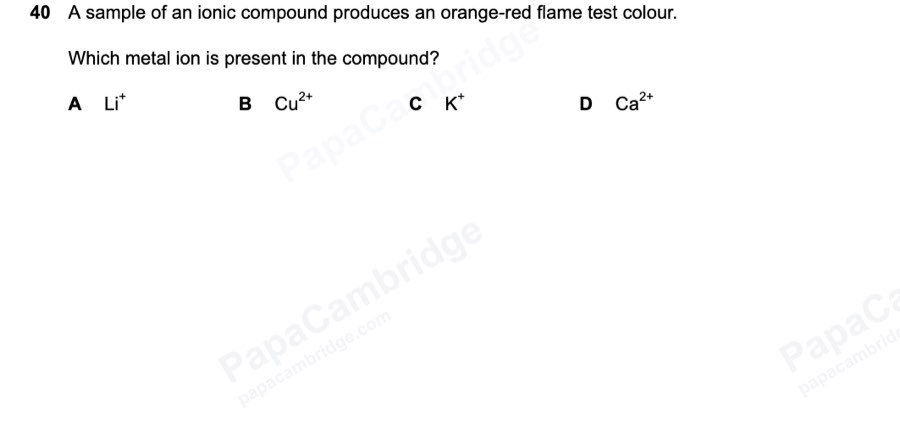 40 A sample of an ionic compound produces an orange-red flame test colour.
Which metal ion is present in the compound?
A Li⁺ B Cu²⁺ C K⁺ D Ca²⁺
PapaCambridge
PapaCambridge
papacambridge.com
PapaCa
papacambrid